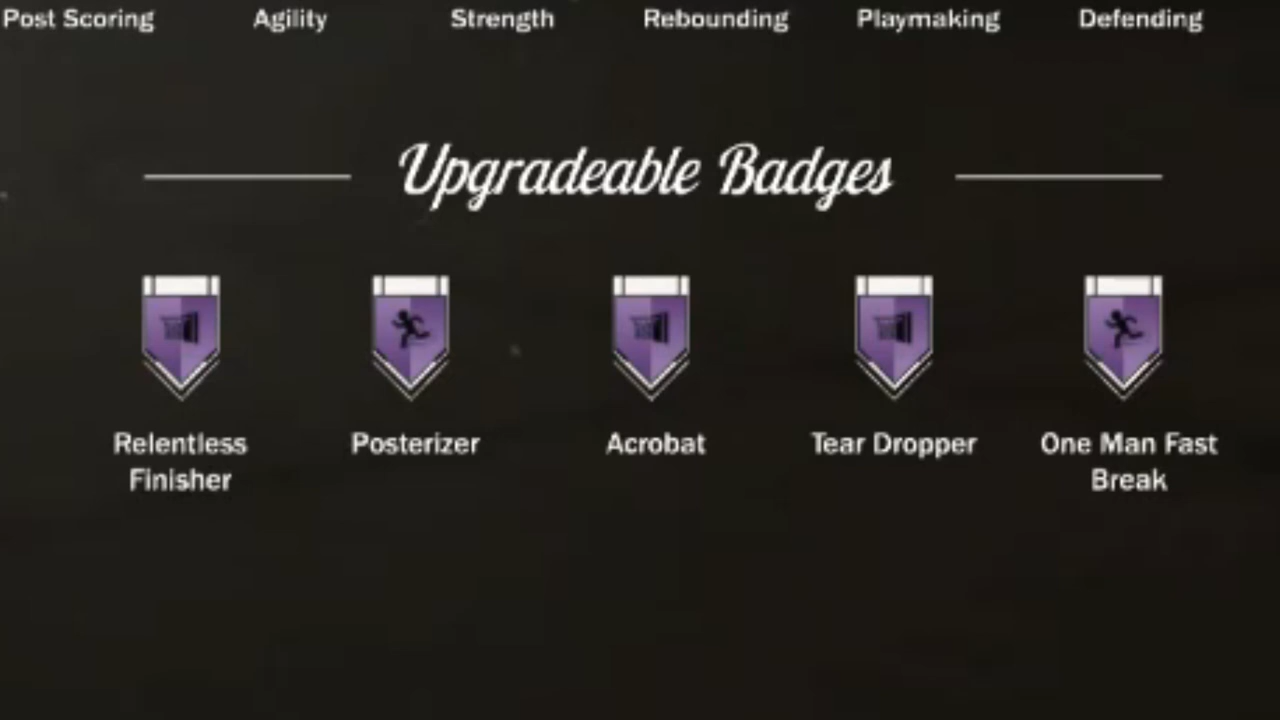 Post Scoring Agility Strength Rebounding Playmaking Defending
Upgradeable Badges
Relentless Finisher
Posterizer
Acrobat
Tear Dropper
One Man Fast Break